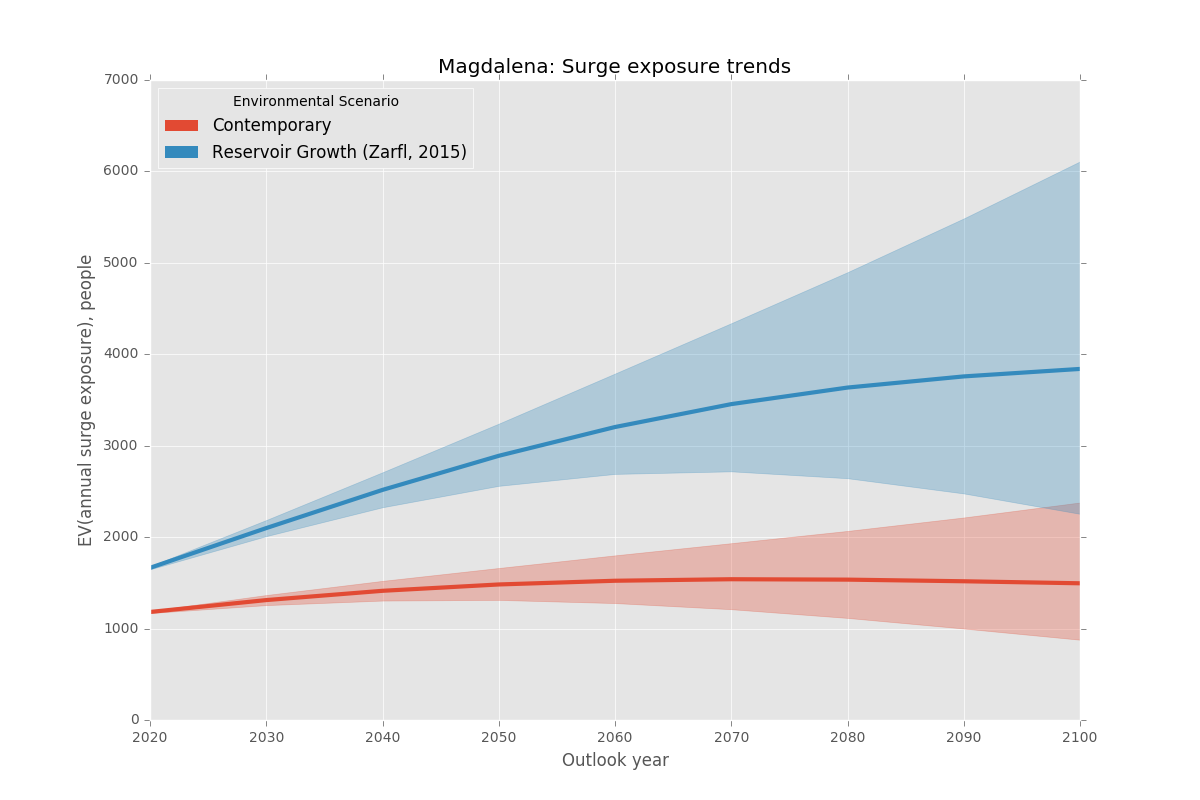 Magdalena: Surge exposure trends
Environmental Scenario
Contemporary
Reservoir Growth (Zarfl, 2015)
EV(annual surge exposure), people
7000
6000
5000
4000
3000
2000
1000
0
2020 2030 2040 2050 2060 2070 2080 2090 2100
Outlook year